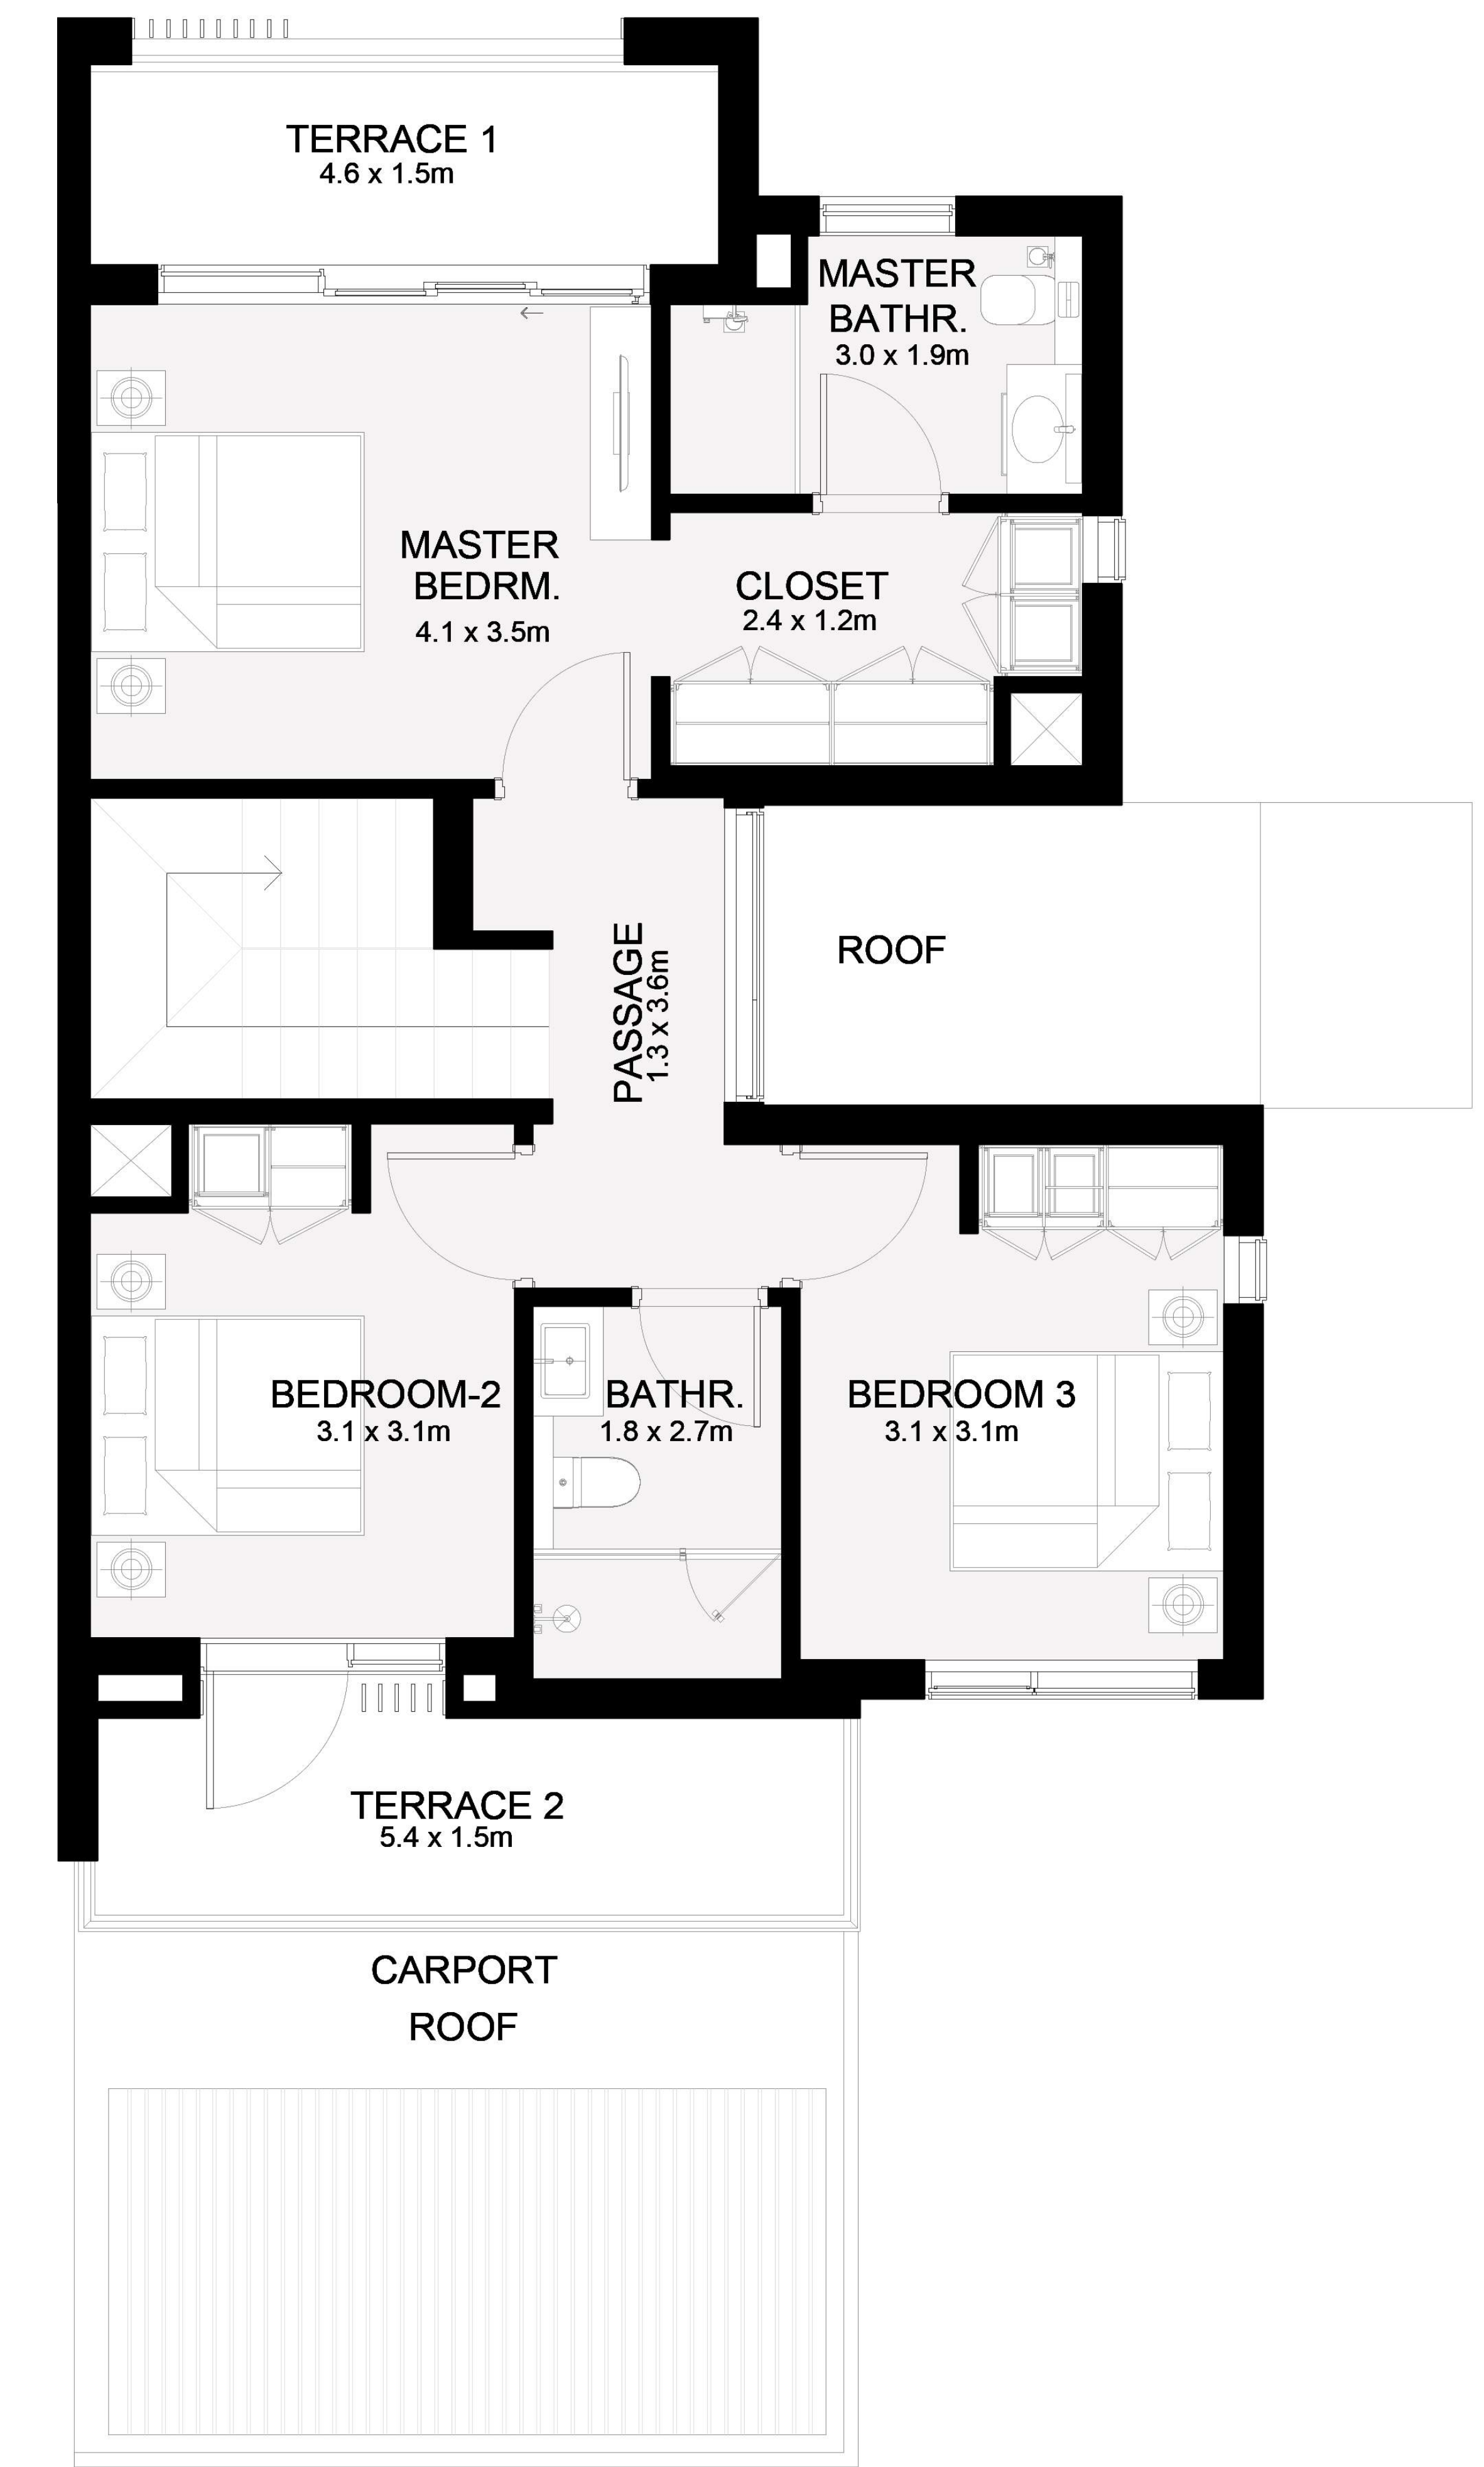 TERRACE 1
4.6 x 1.5m
MASTER
BATHR.
3.0 x 1.9m
MASTER
BEDRM.
4.1 x 3.5m
CLOSET
2.4 x 1.2m
ROOF
PASSAGE
1.3 x 3.6m
BEDROOM-2
3.1 x 3.1m
BATHR.
1.8 x 2.7m
BEDROOM 3
3.1 x 3.1m
TERRACE 2
5.4 x 1.5m
CARPORT
ROOF